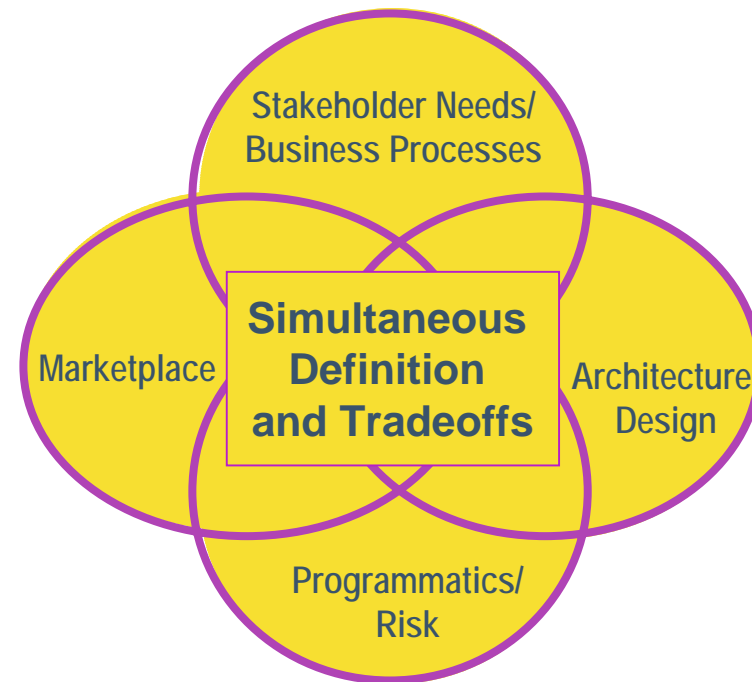 Stakeholder Needs/
Business Processes
Marketplace
Simultaneous
Definition
and Tradeoffs
Architecture
Design
Programmatics/
Risk